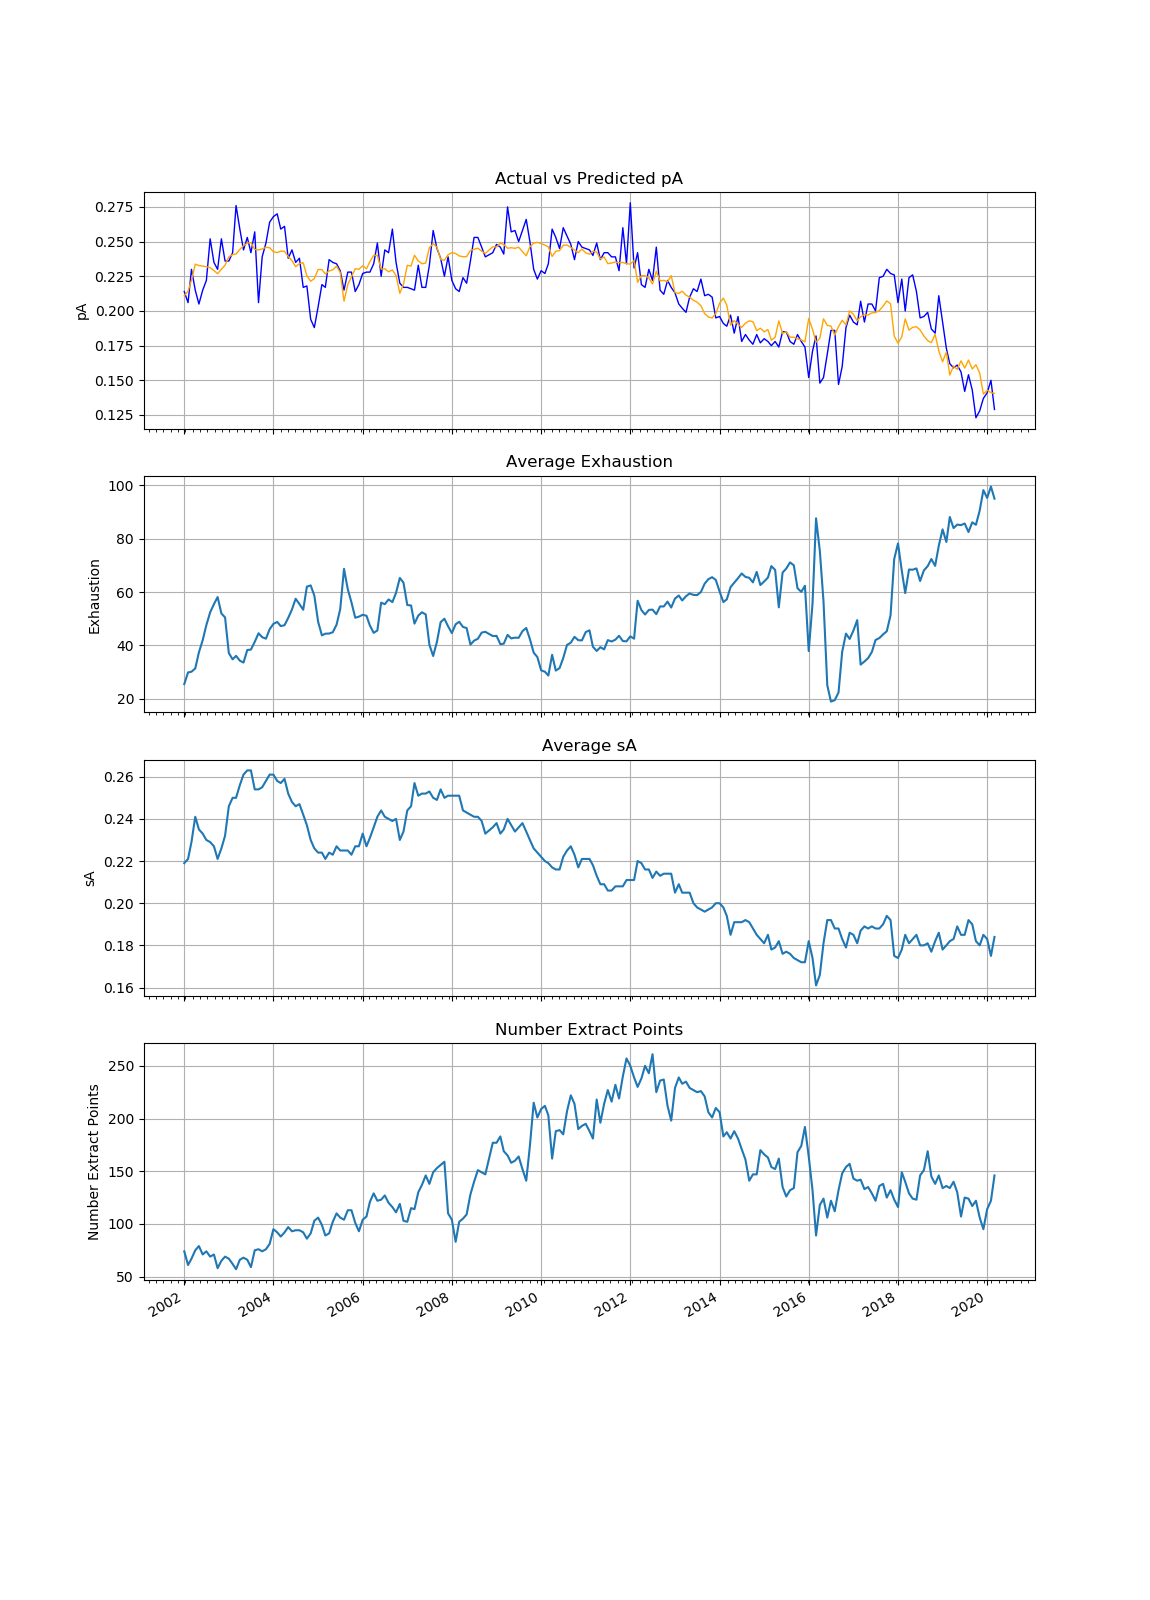 Actual vs Predicted pA
pA
0.275
0.250
0.225
0.200
0.175
0.150
0.125
Average Exhaustion
Exhaustion
100
80
60
40
20
Average sA
sA
0.26
0.24
0.22
0.20
0.18
0.16
Number Extract Points
Number Extract Points
250
200
150
100
50
2002 2004 2006 2008 2010 2012 2014 2016 2018 2020